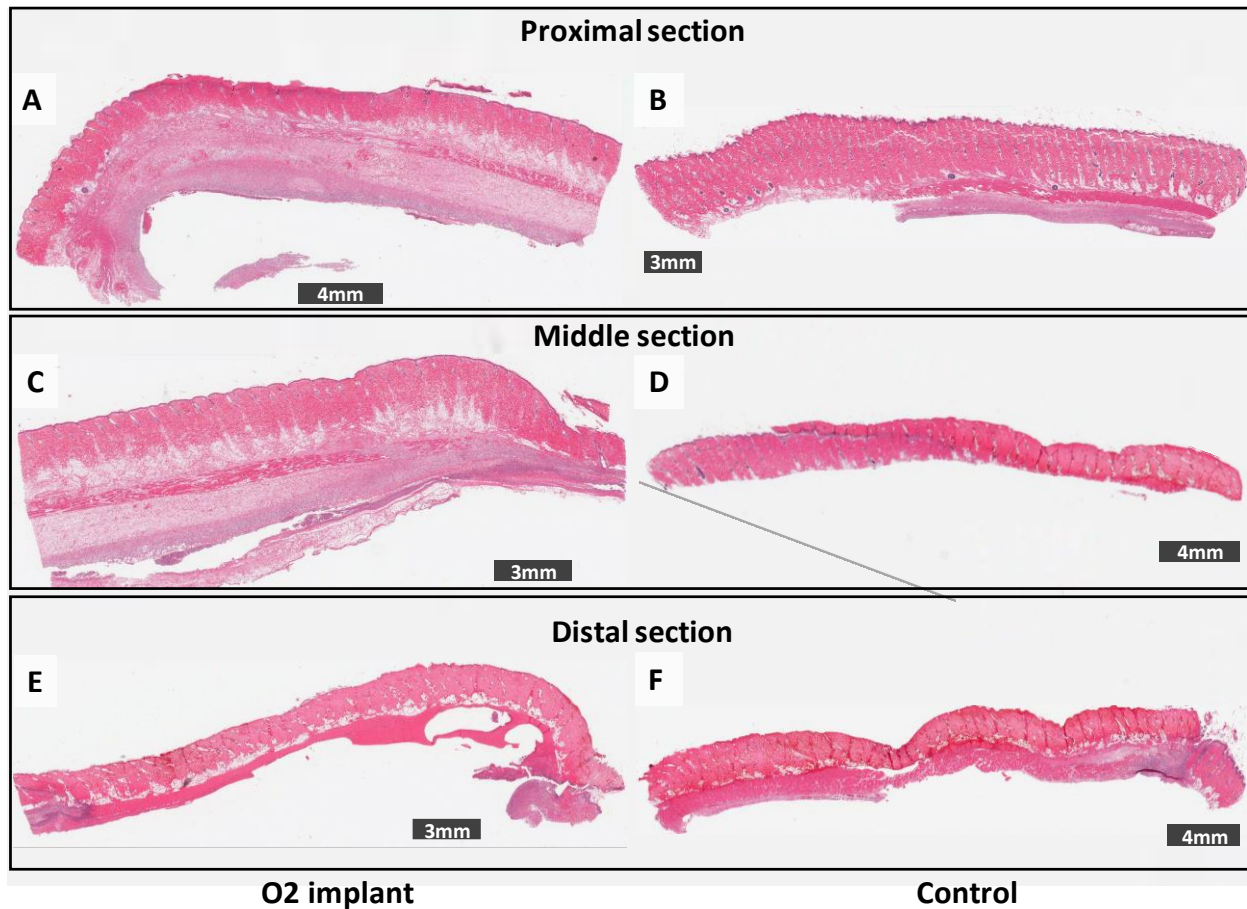 Proximal section
A
B
3mm
4mm
Middle section
C
D
3mm
4mm
Distal section
E
F
3mm
4mm
O2 implant
Control